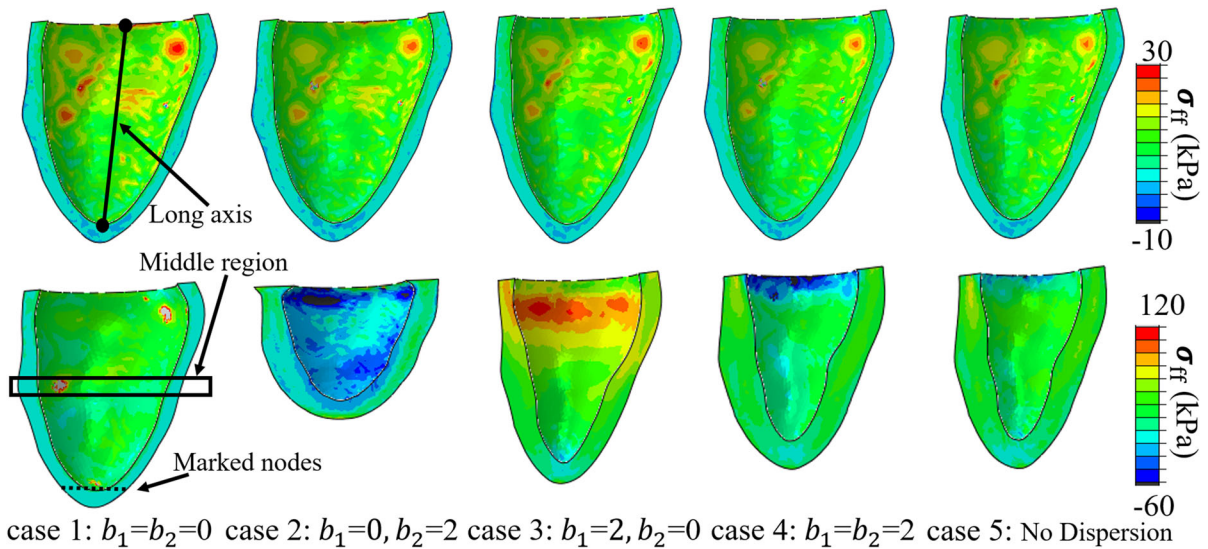 30
σff (kPa)
-10
Long axis
Middle region
120
σff (kPa)
-60
Marked nodes
case 1: b₁=b₂=0 case 2: b₁=0, b₂=2 case 3: b₁=2, b₂=0 case 4: b₁=b₂=2 case 5: No Dispersion